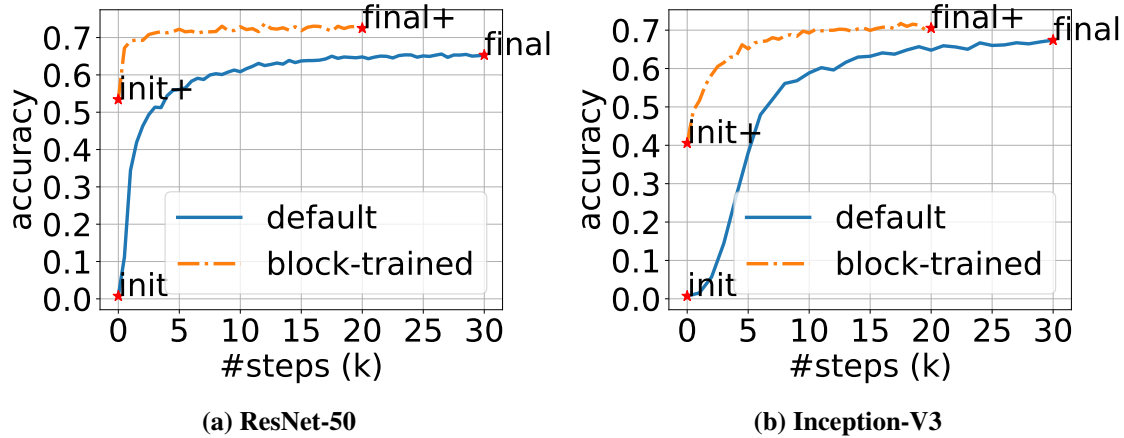 accuracy
0.7
0.6
0.5
0.4
0.3
0.2
0.1
0.0
final+
final
init+
init
default
block-trained
0 5 10 15 20 25 30
#steps (k)
(a) ResNet-50
accuracy
0.7
0.6
0.5
0.4
0.3
0.2
0.1
0.0
final+
final
init+
init
default
block-trained
0 5 10 15 20 25 30
#steps (k)
(b) Inception-V3